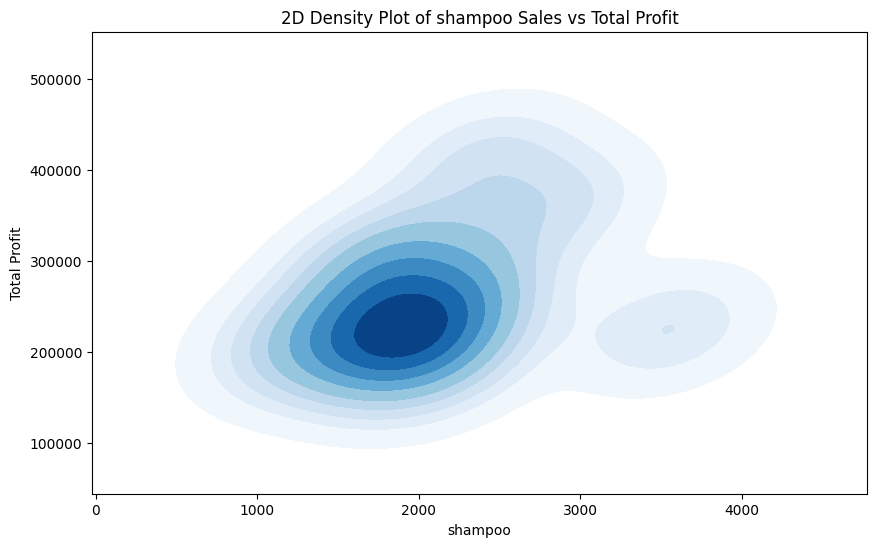 2D Density Plot of shampoo Sales vs Total Profit
500000
400000
300000
200000
100000
Total Profit
0 1000 2000 3000 4000
shampoo